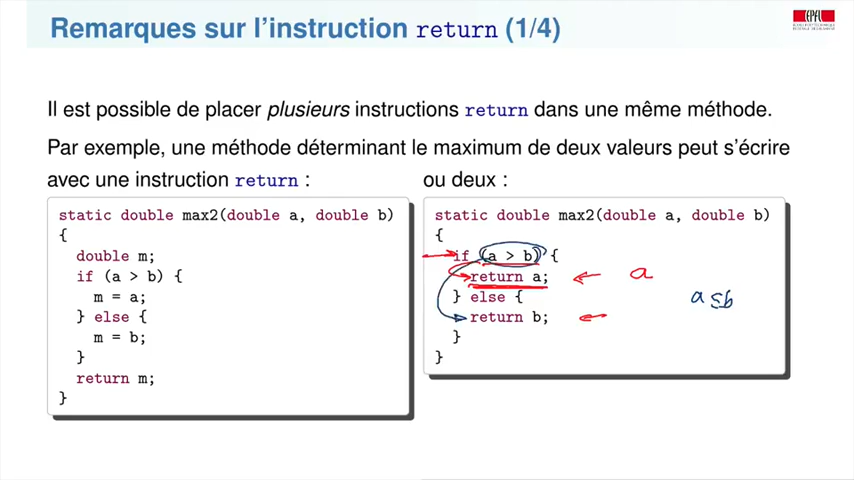 Remarques sur l'instruction return (1/4)
EPFL
Il est possible de placer plusieurs instructions return dans une même méthode.
Par exemple, une méthode déterminant le maximum de deux valeurs peut s'écrire
avec une instruction return :
static double max2(double a, double b)
{
double m;
if (a > b) {
m = a;
} else {
m = b;
}
return m;
}
ou deux :
static double max2(double a, double b)
{
if (a > b) {
return a;
} else {
return b;
}
}
a
a ≤ b